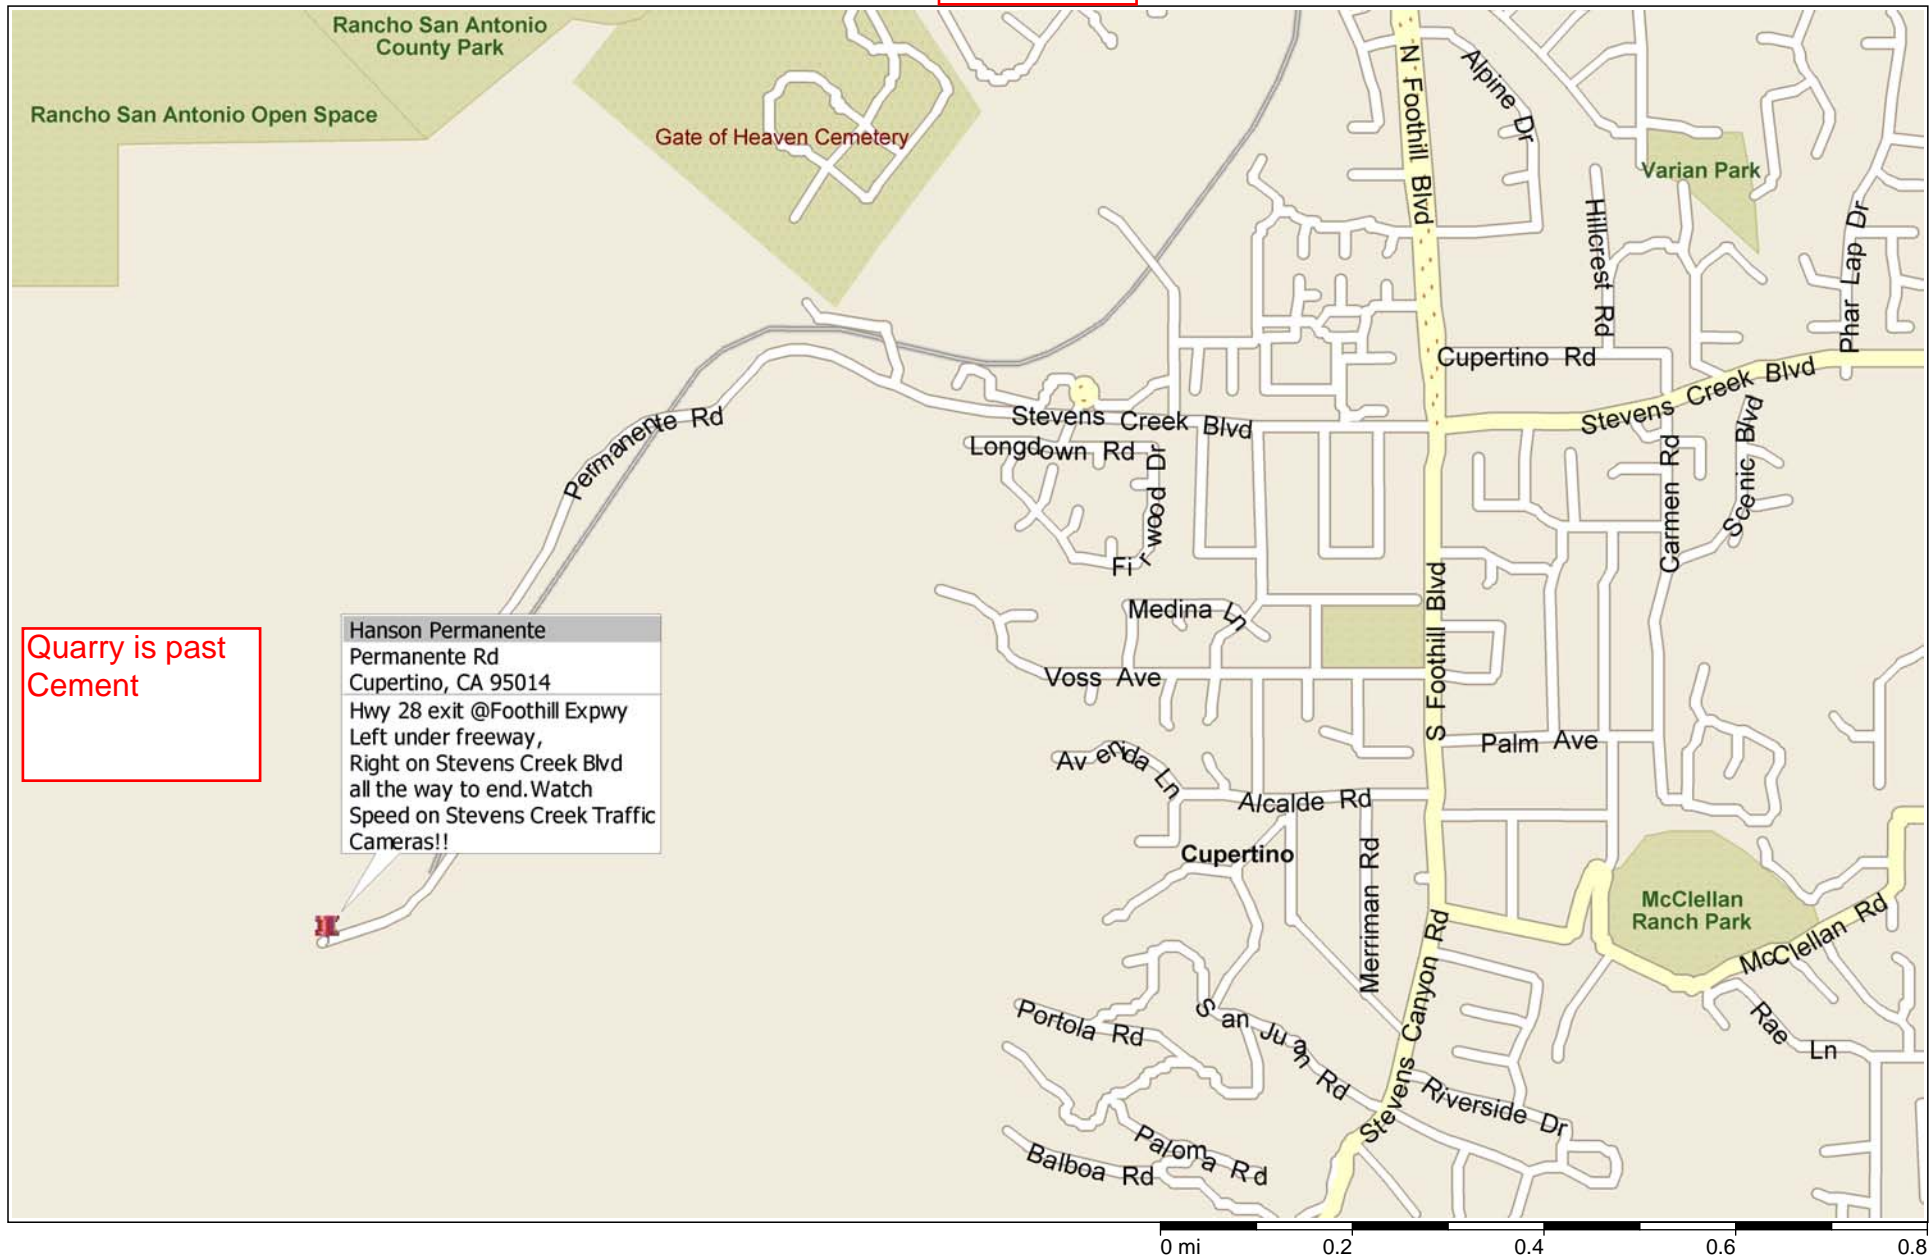 Rancho San Antonio
County Park
Rancho San Antonio Open Space
Gate of Heaven Cemetery
N Foothill Blvd
Alpine Dr
Varian Park
Hillcrest Rd
Phar Lap Dr
Cupertino Rd
Stevens Creek Blvd
Permanente Rd
Stevens Creek Blvd
Longdown Rd
Firwood Dr
Carmen Rd
Scenic Blvd
Medina Ln
S Foothill Blvd
Voss Ave
Quarry is past
Cement
Hanson Permanente
Permanente Rd
Cupertino, CA 95014
Hwy 28 exit @Foothill Expwy
Left under freeway,
Right on Stevens Creek Blvd
all the way to end.Watch
Speed on Stevens Creek Traffic
Cameras!!
Avenida Ln
Palm Ave
Alcalde Rd
Cupertino
Merriman Rd
McClellan
Ranch Park
McClellan Rd
Stevens Canyon Rd
Portola Rd
San Juan Rd
Rae Ln
Riverside Dr
Paloma Rd
Balboa Rd
0 mi 0.2 0.4 0.6 0.8